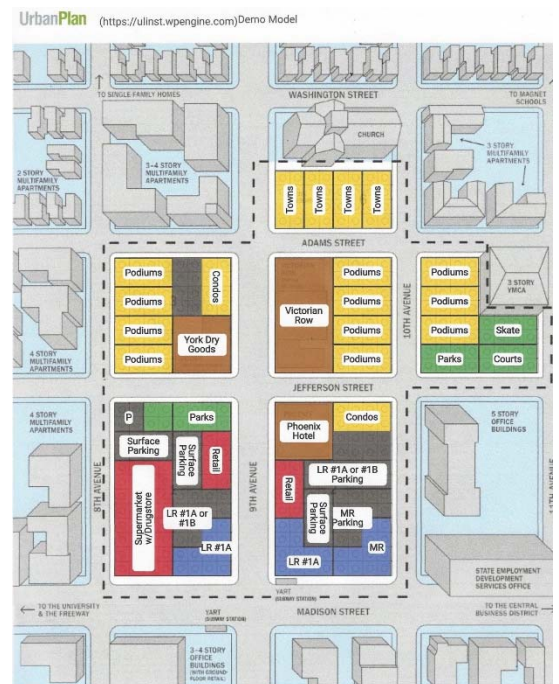 UrbanPlan (https://ulinst.wpengine.com)Demo Model
TO SINGLE FAMILY HOMES
WASHINGTON STREET
TO MAGNET
SCHOOLS
CHURCH
2 STORY
MULTIFAMILY
APARTMENTS
3-4 STORY
MULTIFAMILY
APARTMENTS
3 STORY
MULTIFAMILY
APARTMENTS
Towns
Towns
Towns
Towns
ADAMS STREET
Podiums
Podiums
Podiums
Podiums
Condos
York Dry
Goods
Victorian
Row
Podiums
Podiums
Podiums
Podiums
10TH AVENUE
Podiums
Podiums
Podiums
Skate
Parks
Courts
3 STORY
YMCA
4 STORY
MULTIFAMILY
APARTMENTS
JEFFERSON STREET
4 STORY
MULTIFAMILY
APARTMENTS
8TH AVENUE
P
Parks
Surface
Parking
Surface
Parking
Retail
Supermarket
w/Drugstore
LR #1A or
#1B
LR #1A
9TH AVENUE
Phoenix
Hotel
Condos
LR #1A or #1B
Parking
Retail
Surface
Parking
MR
Parking
LR #1A
MR
5 STORY
OFFICE
BUILDINGS
11TH AVENUE
STATE EMPLOYMENT
DEVELOPMENT
SERVICES OFFICE
YART
(SUBWAY STATION)
TO THE UNIVERSITY
& THE FREEWAY
YART
(SUBWAY STATION)
MADISON STREET
TO THE CENTRAL
BUSINESS DISTRICT
3-4 STORY
OFFICE
BUILDINGS
(WITH GROUND-
FLOOR RETAIL)